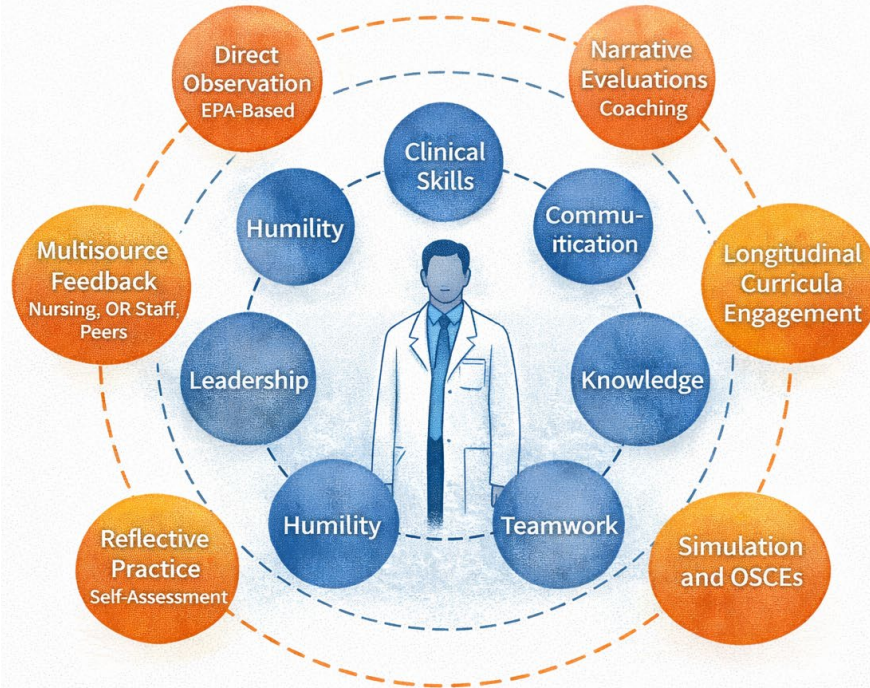 Direct
Observation
EPA-Based
Narrative
Evaluations
Coaching
Clinical
Skills
Humility
Commu-
ıtication
Multisource
Feedback
Nursing, OR Staff,
Peers
Longitudinal
Curricula
Engagement
Leadership
Knowledge
Humility
Teamwork
Reflective
Practice
Self-Assessment
Simulation
and OSCEs